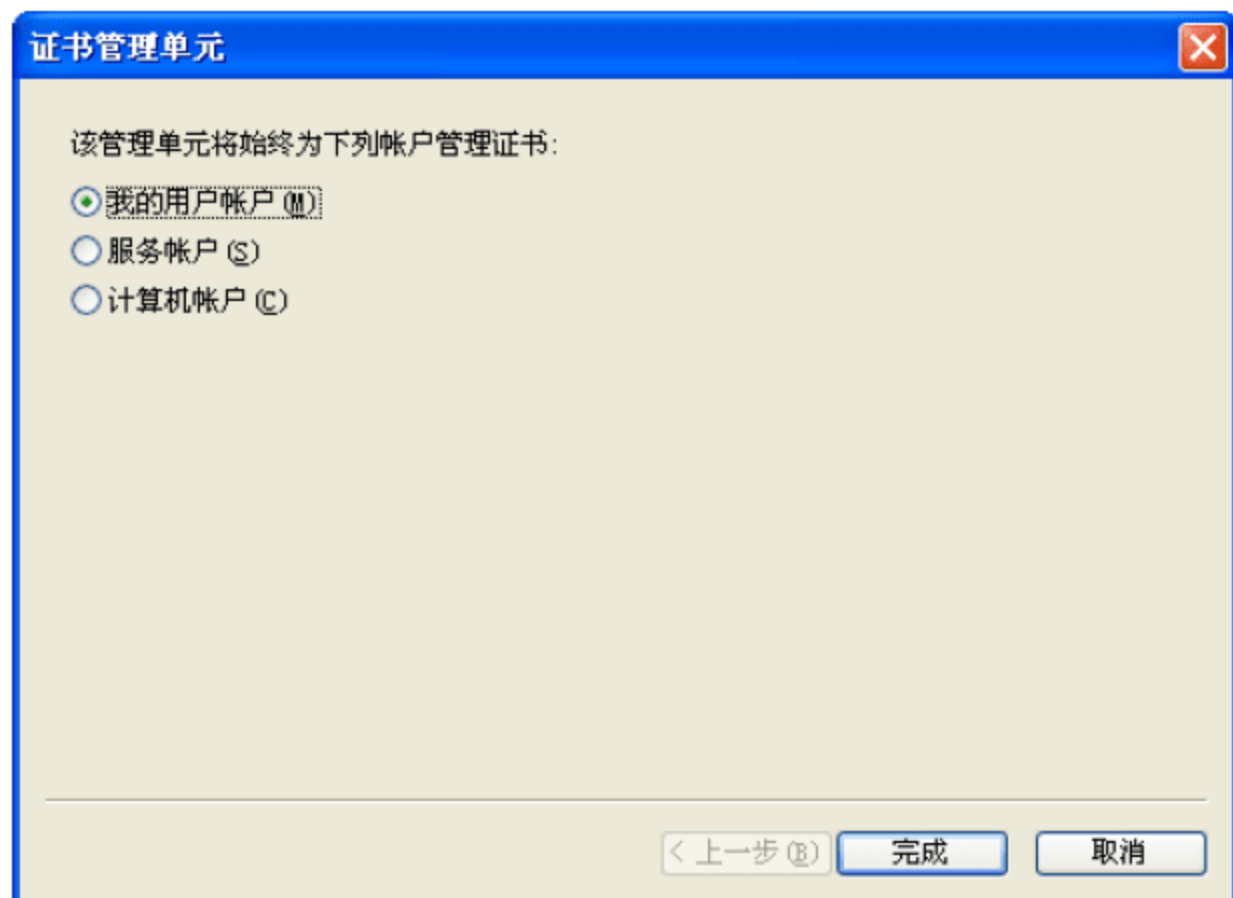 证书管理单元
该管理单元将始终为下列帐户管理证书:
我的用户帐户(M)
服务帐户(S)
计算机帐户(C)
< 上一步(B)
完成
取消